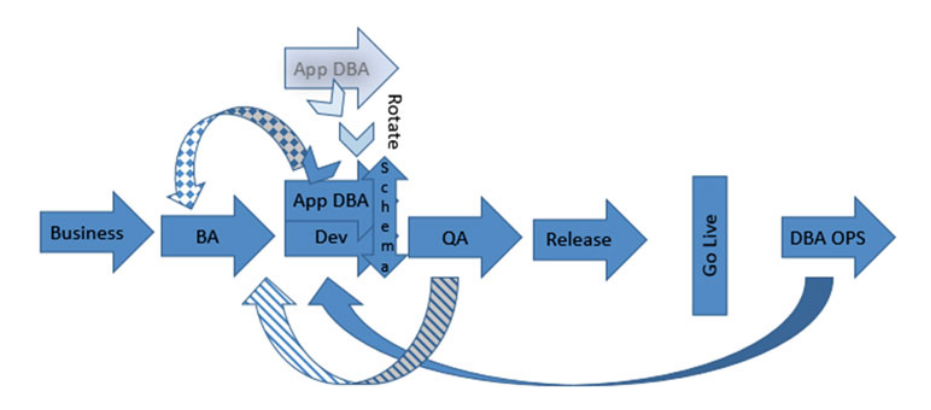 App DBA
Rotate
Schema
App DBA
Business
BA
Dev
QA
Release
Go Live
DBA OPS